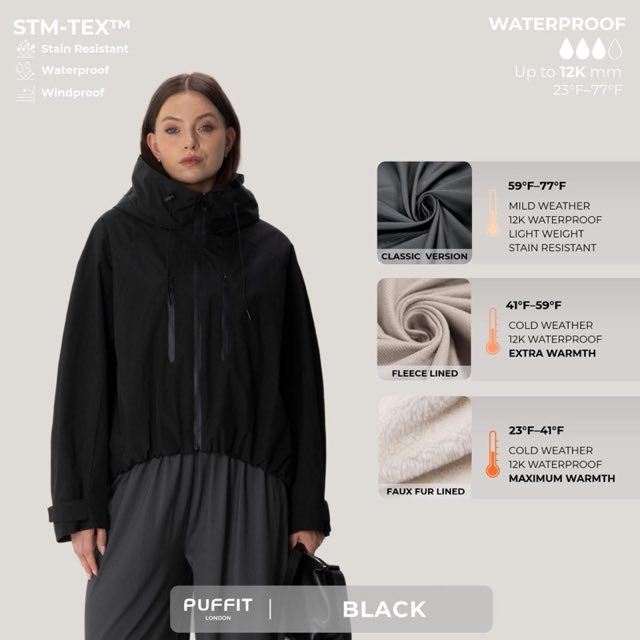 STM-TEX™
Stain Resistant
Waterproof
Windproof
WATERPROOF
Up to 12K mm
23°F–77°F
59°F–77°F
MILD WEATHER
12K WATERPROOF
LIGHT WEIGHT
STAIN RESISTANT
CLASSIC VERSION
41°F–59°F
COLD WEATHER
12K WATERPROOF
EXTRA WARMTH
FLEECE LINED
23°F–41°F
COLD WEATHER
12K WATERPROOF
MAXIMUM WARMTH
FAUX FUR LINED
PUFFIT
LONDON
BLACK